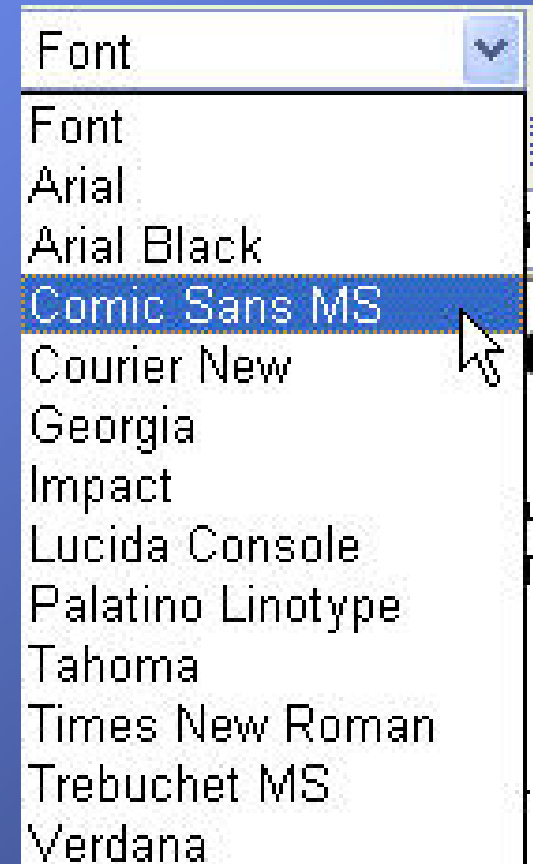 Font
Font
Arial
Arial Black
Comic Sans MS
Courier New
Georgia
Impact
Lucida Console
Palatino Linotype
Tahoma
Times New Roman
Trebuchet MS
Verdana